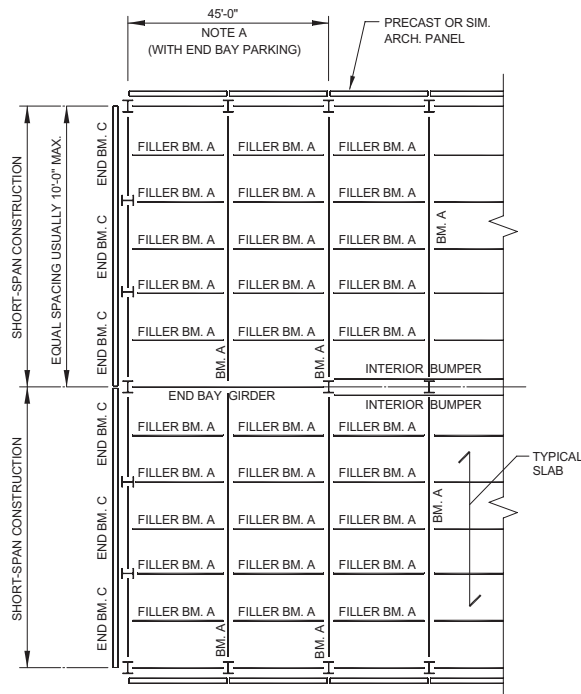 45'-0"
NOTE A
(WITH END BAY PARKING)
PRECAST OR SIM.
ARCH. PANEL
SHORT-SPAN CONSTRUCTION
EQUAL SPACING USUALLY 10'-0" MAX.
END BM. C
FILLER BM. A FILLER BM. A FILLER BM. A
FILLER BM. A FILLER BM. A FILLER BM. A
END BM. C
FILLER BM. A FILLER BM. A FILLER BM. A
BM. A
FILLER BM. A FILLER BM. A FILLER BM. A
END BM. C
FILLER BM. A FILLER BM. A FILLER BM. A
BM. A
BM. A
INTERIOR BUMPER
END BAY GIRDER
INTERIOR BUMPER
SHORT-SPAN CONSTRUCTION
END BM. C
FILLER BM. A FILLER BM. A FILLER BM. A
TYPICAL
SLAB
FILLER BM. A FILLER BM. A FILLER BM. A
END BM. C
BM. A
FILLER BM. A FILLER BM. A FILLER BM. A
FILLER BM. A FILLER BM. A FILLER BM. A
END BM. C
FILLER BM. A FILLER BM. A FILLER BM. A
BM. A
BM. A